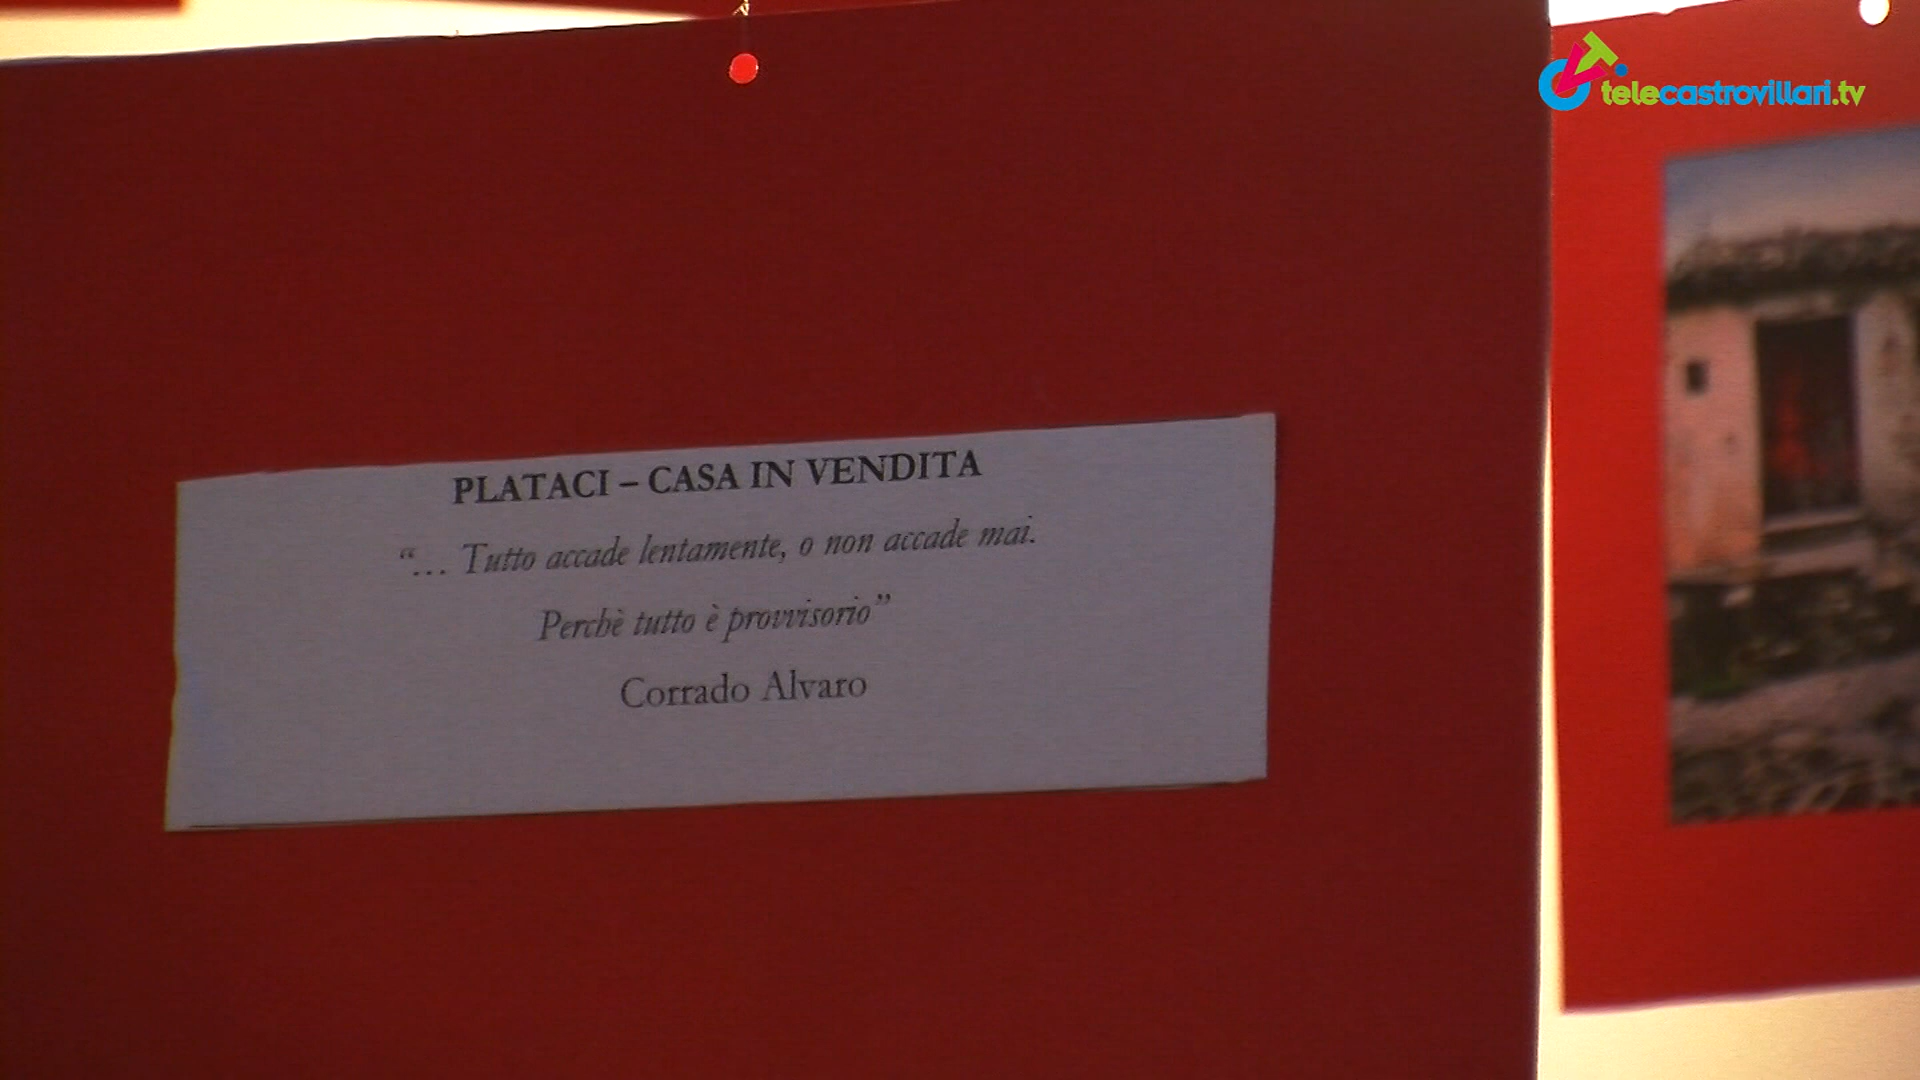 telecastrovillari.tv
PLATACI – CASA IN VENDITA
“… Tutto accade lentamente, o non accade mai.
Perchè tutto è provvisorio”
Corrado Alvaro